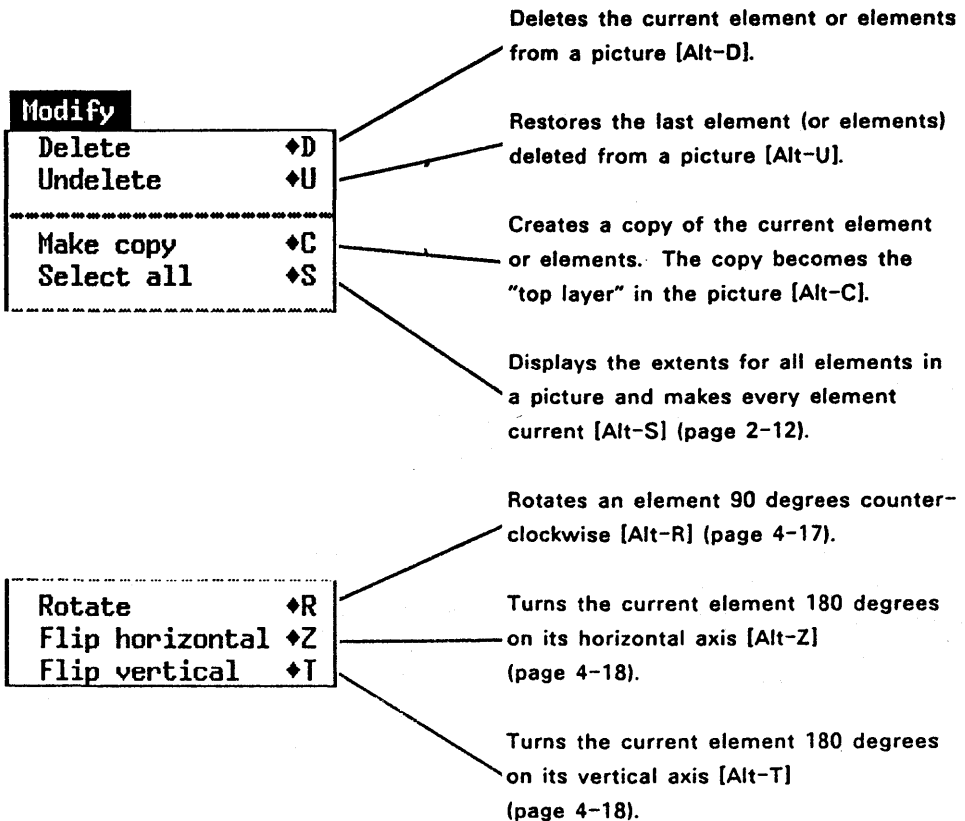 Deletes the current element or elements
from a picture [Alt-D].
Modify
Delete ♦D
Undelete ♦U
Restores the last element (or elements)
deleted from a picture [Alt-U].
Make copy ♦C
Select all ♦S
Creates a copy of the current element
or elements. The copy becomes the
"top layer" in the picture [Alt-C].
Displays the extents for all elements in
a picture and makes every element
current [Alt-S] (page 2-12).
Rotates an element 90 degrees counter-
clockwise [Alt-R] (page 4-17).
Rotate ♦R
Flip horizontal ♦Z
Flip vertical ♦T
Turns the current element 180 degrees
on its horizontal axis [Alt-Z]
(page 4-18).
Turns the current element 180 degrees
on its vertical axis [Alt-T]
(page 4-18).